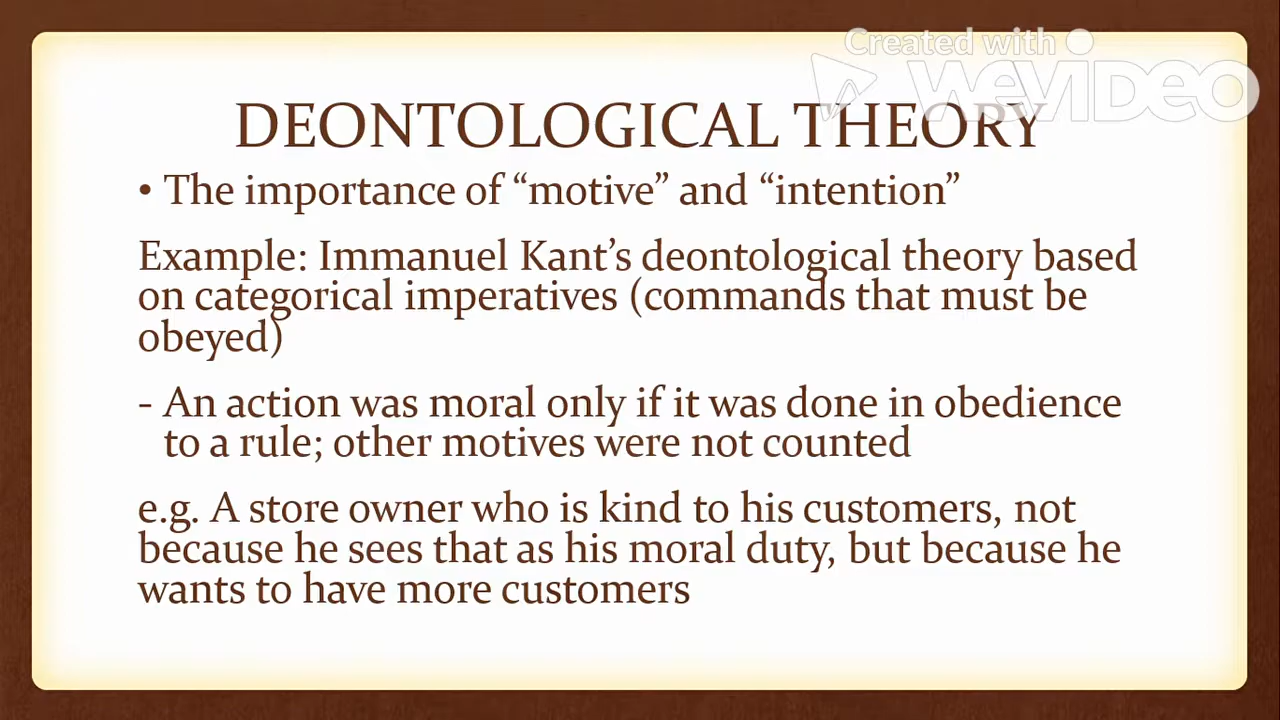 Created with
WEVIDEO
DEONTOLOGICAL THEORY
• The importance of “motive” and “intention”
Example: Immanuel Kant’s deontological theory based
on categorical imperatives (commands that must be
obeyed)
- An action was moral only if it was done in obedience
to a rule; other motives were not counted
e.g. A store owner who is kind to his customers, not
because he sees that as his moral duty, but because he
wants to have more customers